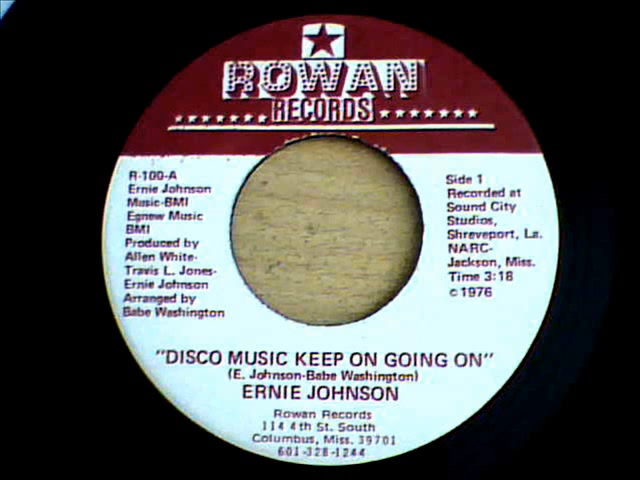 ROWAN
RECORDS
R-100-A
Ernie Johnson
Music-BMI
Egnew Music
BMI
Produced by
Allen White-
Travis L. Jones-
Ernie Johnson
Arranged by
Babe Washington
Side 1
Recorded at
Sound City
Studios,
Shreveport, La.
NARC-
Jackson, Miss.
Time 3:18
©1976
"DISCO MUSIC KEEP ON GOING ON"
(E. Johnson-Babe Washington)
ERNIE JOHNSON
Rowan Records
114 4th St. South
Columbus, Miss. 39701
601-328-1244